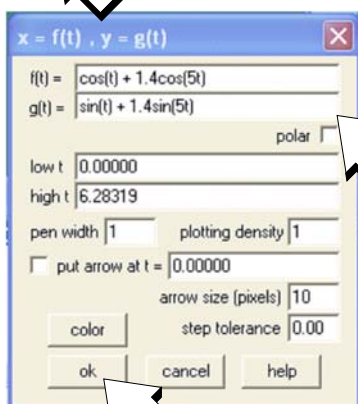 x = f(t) , y = g(t)
f(t) = cos(t) + 1.4cos(5t)
g(t) = sin(t) + 1.4sin(5t)
polar
low t 0.00000
high t 6.28319
pen width 1 plotting density 1
put arrow at t = 0.00000
arrow size (pixels) 10
color step tolerance 0.00
ok cancel help